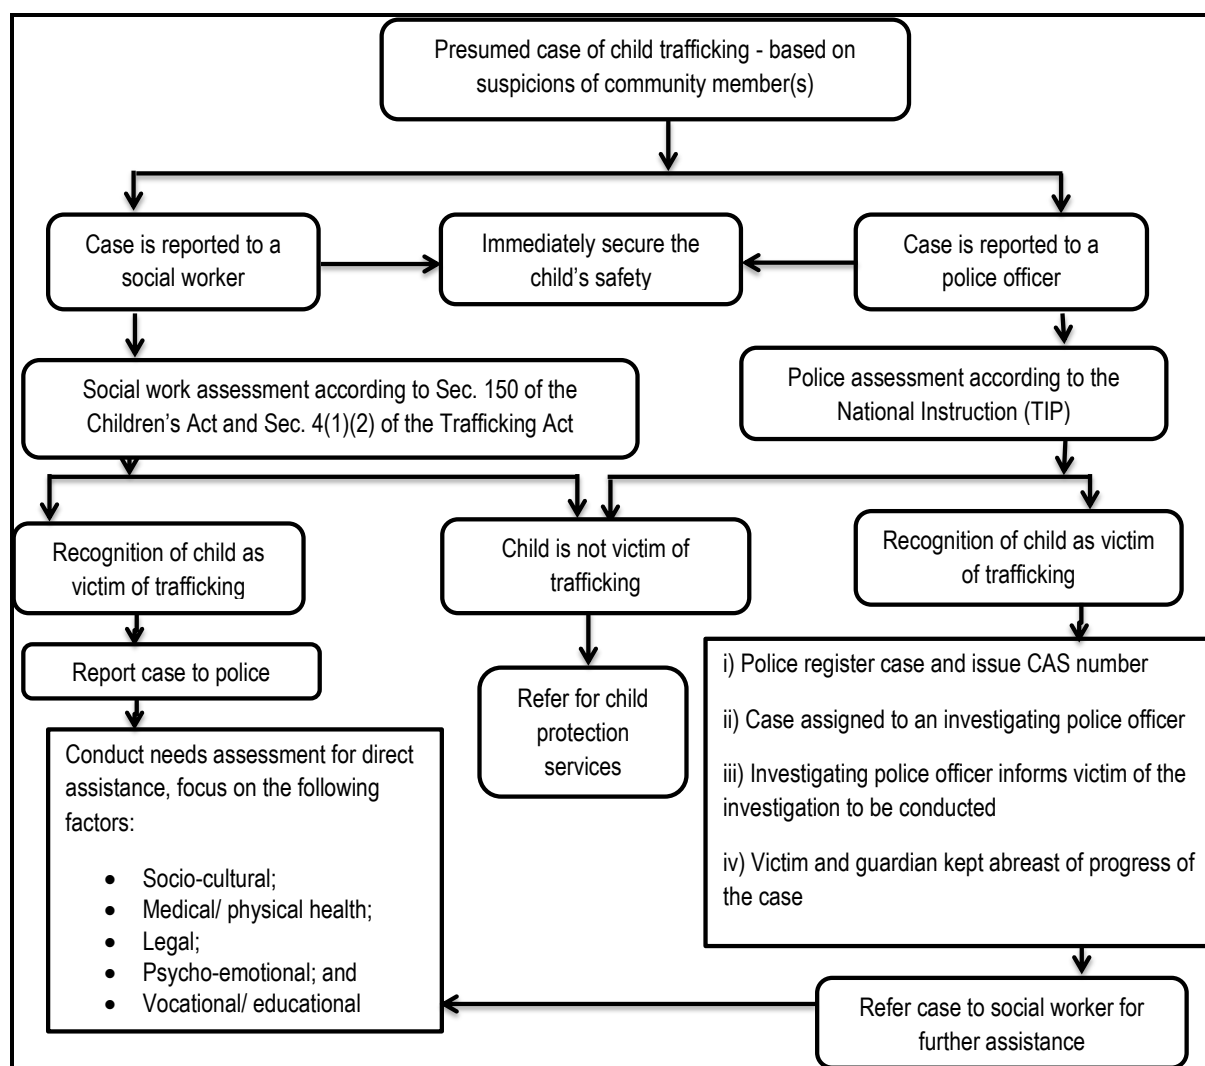 Presumed case of child trafficking - based on
suspicions of community member(s)
Case is reported to a
social worker
Immediately secure the
child's safety
Case is reported to a
police officer
Social work assessment according to Sec. 150 of the
Children's Act and Sec. 4(1)(2) of the Trafficking Act
Police assessment according to the
National Instruction (TIP)
Recognition of child as
victim of trafficking
Child is not victim of
trafficking
Recognition of child as victim
of trafficking
Report case to police
Refer for child
protection
services
i) Police register case and issue CAS number
ii) Case assigned to an investigating police officer
iii) Investigating police officer informs victim of the
investigation to be conducted
iv) Victim and guardian kept abreast of progress of
the case
Conduct needs assessment for direct
assistance, focus on the following
factors:
• Socio-cultural;
• Medical/ physical health;
• Legal;
• Psycho-emotional; and
• Vocational/ educational
Refer case to social worker for
further assistance